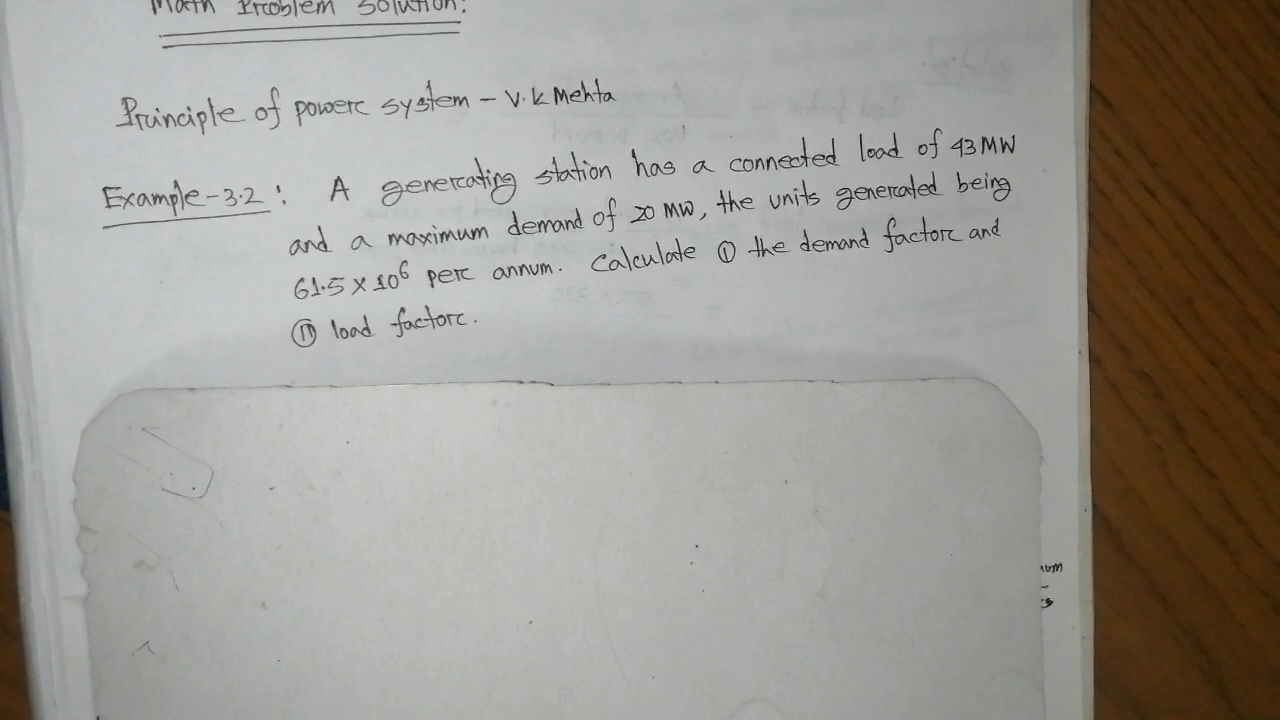 Math Problem Solution:
Principle of power system - V.K Mehta
Example-3.2: A generating station has a connected load of 43 MW
and a maximum demand of 20 MW, the units generated being
61.5 x 10⁶ per annum. Calculate ① the demand factor and
⑪ load factor.